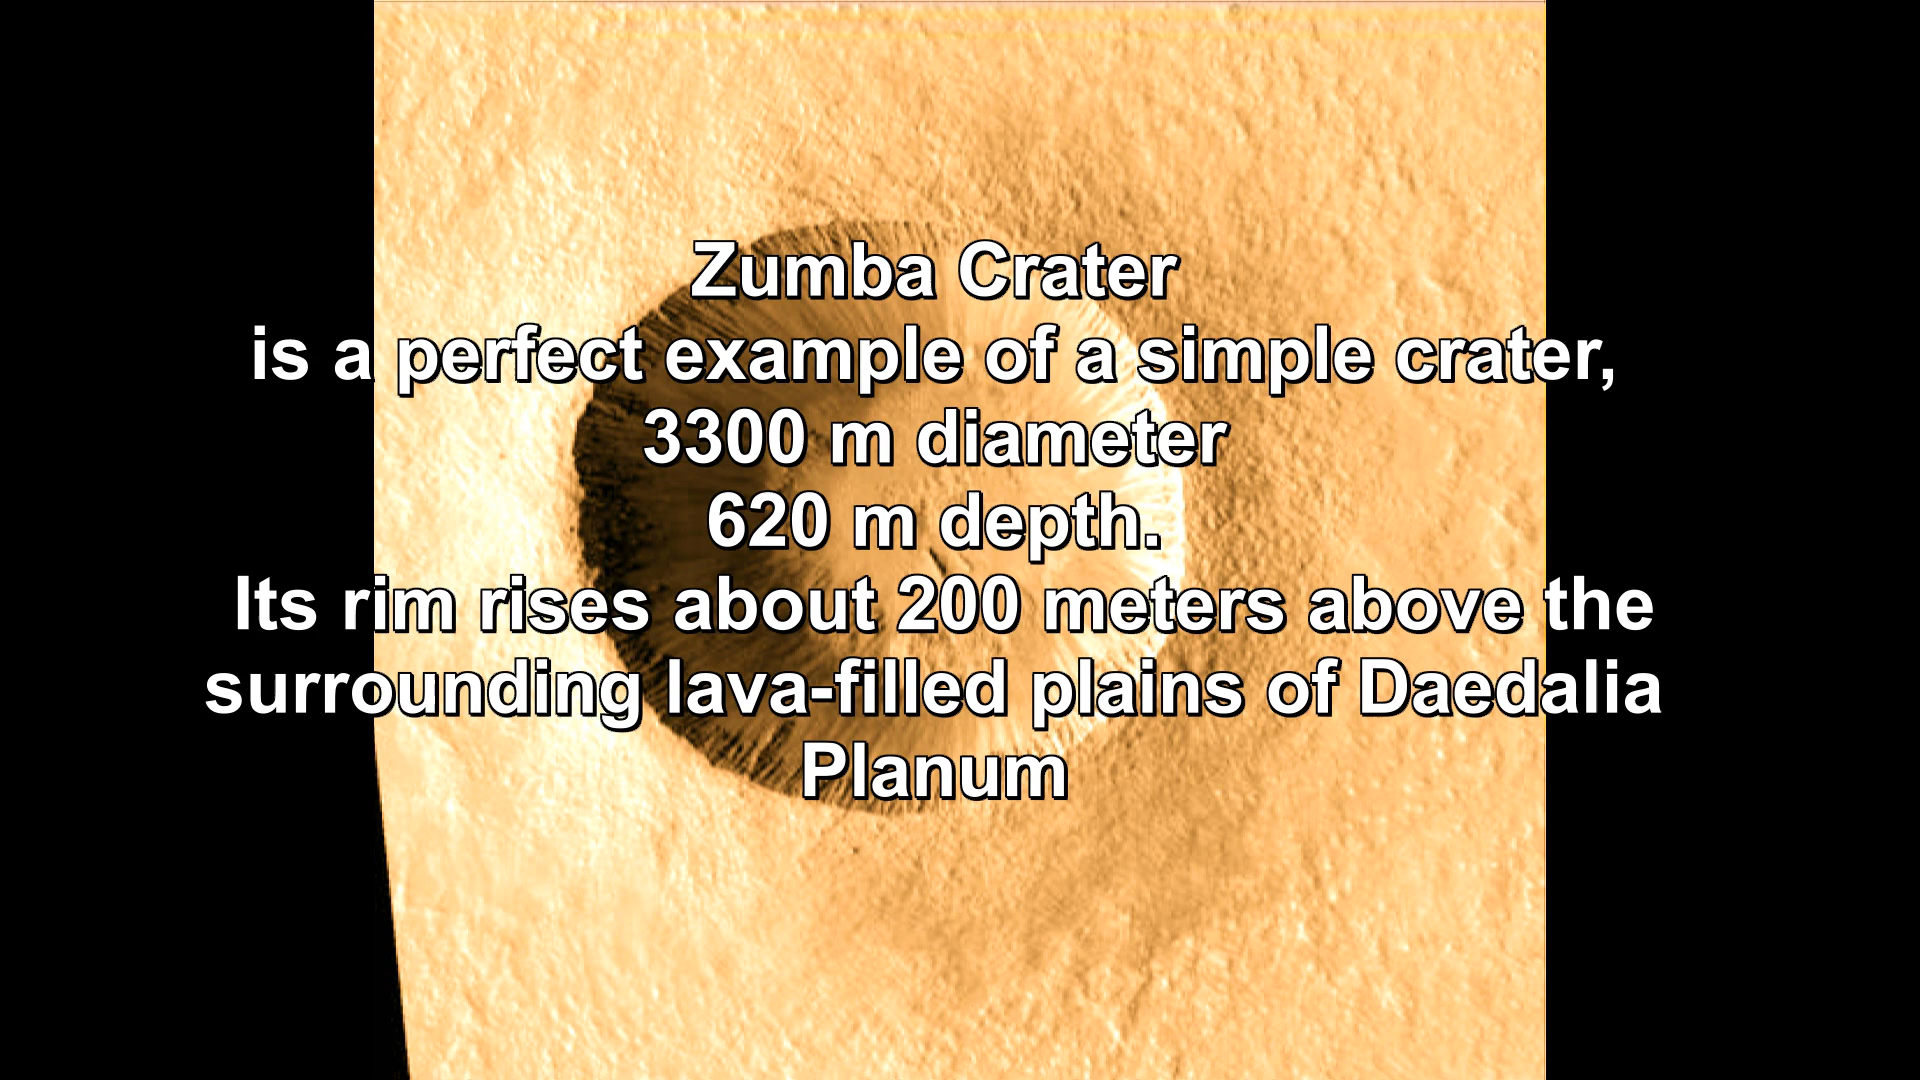 Zumba Crater
is a perfect example of a simple crater,
3300 m diameter
620 m depth.
Its rim rises about 200 meters above the
surrounding lava-filled plains of Daedalia
Planum